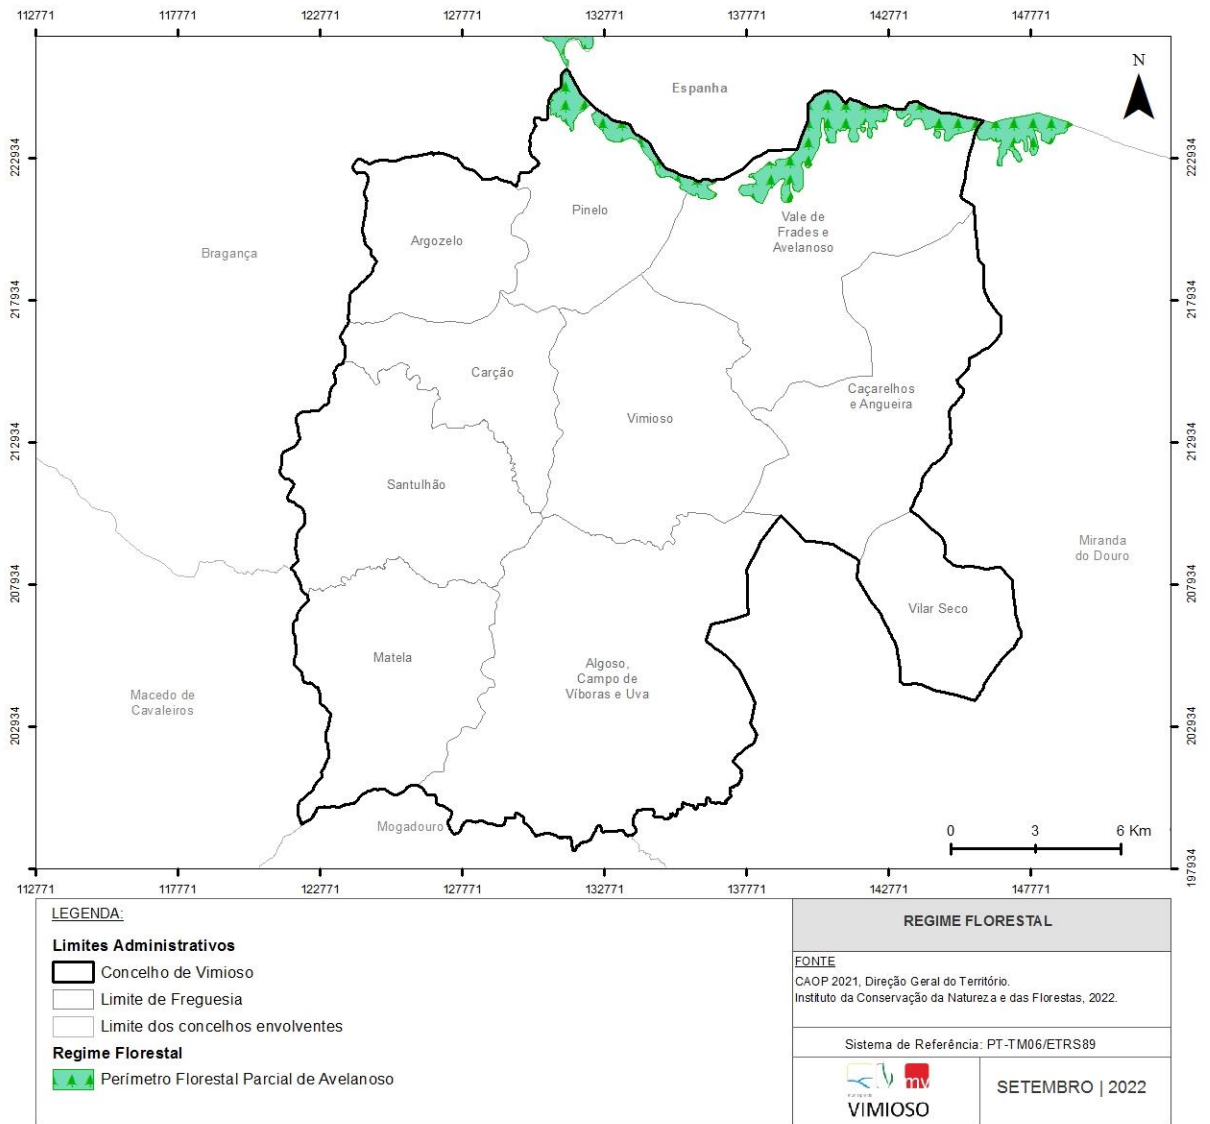 112771 117771 122771 127771 132771 137771 142771 147771
N
Espanha
222934 222934
Pinelo
Vale de
Frades e
Avelanoso
Argozelo
Bragança
217934 217934
Carção
Caçarelhos
e Angueira
Vimioso
212934 212934
Santulhão
Miranda
do Douro
207934 207934
Vilar Seco
Matela
Algoso,
Campo de
Víboras e Uva
Macedo de
Cavaleiros
202934 202934
Mogadouro
0 3 6 Km
197934
112771 117771 122771 127771 132771 137771 142771 147771
LEGENDA:
Limites Administrativos
Concelho de Vimioso
Limite de Freguesia
Limite dos concelhos envolventes
Regime Florestal
Perímetro Florestal Parcial de Avelanoso
REGIME FLORESTAL
FONTE
CAOP 2021, Direção Geral do Território.
Instituto da Conservação da Natureza e das Florestas, 2022.
Sistema de Referência: PT-TM06/ETRS89
mv
VIMIOSO
SETEMBRO | 2022